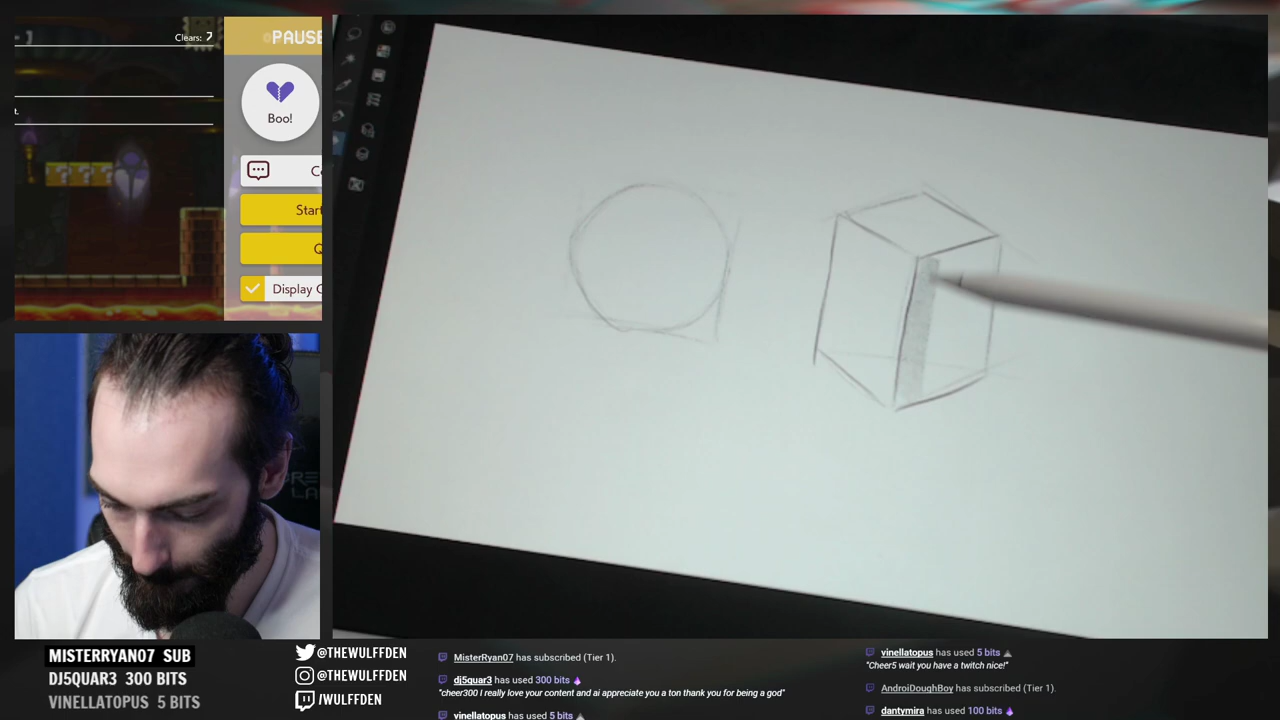 Clears: 7
PAUSE
t.
Boo!
C
Start
Q
Display C
MISTERRYAN07 SUB
DJ5QUAR3 300 BITS
VINELLATOPUS 5 BITS
@THEWULFFDEN
@THEWULFFDEN
/WULFFDEN
MisterRyan07 has subscribed (Tier 1).
dj5quar3 has used 300 bits
"cheer300 I really love your content and ai appreciate you a ton thank you for being a god"
vinellatopus has used 5 bits
vinellatopus has used 5 bits
"Cheer5 wait you have a twitch nice!"
AndroiDoughBoy has subscribed (Tier 1).
dantymira has used 100 bits